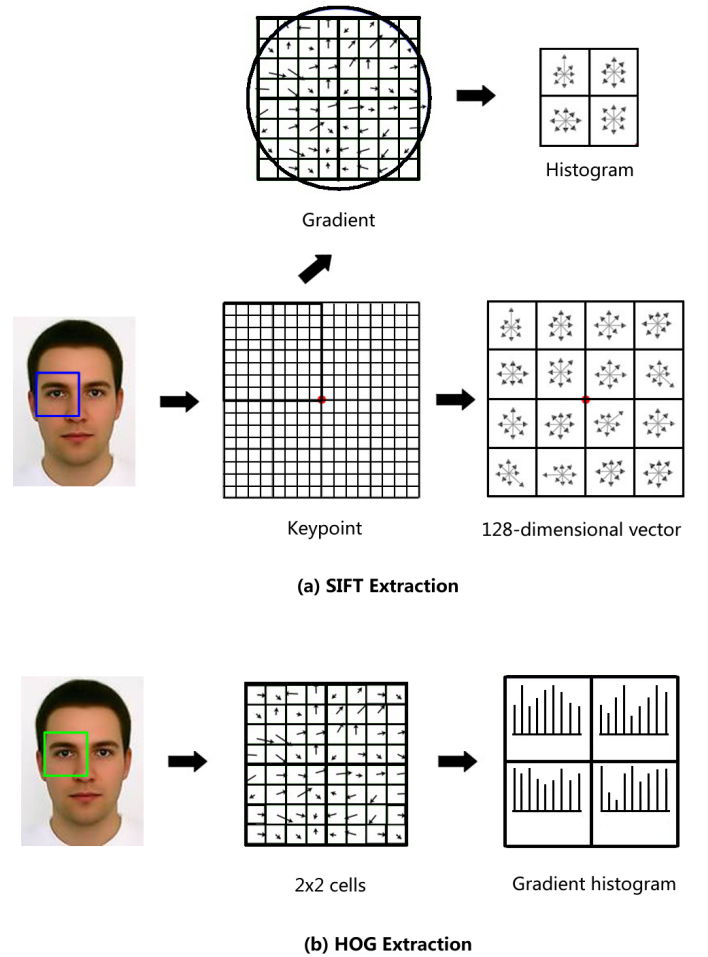 Gradient
Histogram
Keypoint
128-dimensional vector
(a) SIFT Extraction
2x2 cells
Gradient histogram
(b) HOG Extraction